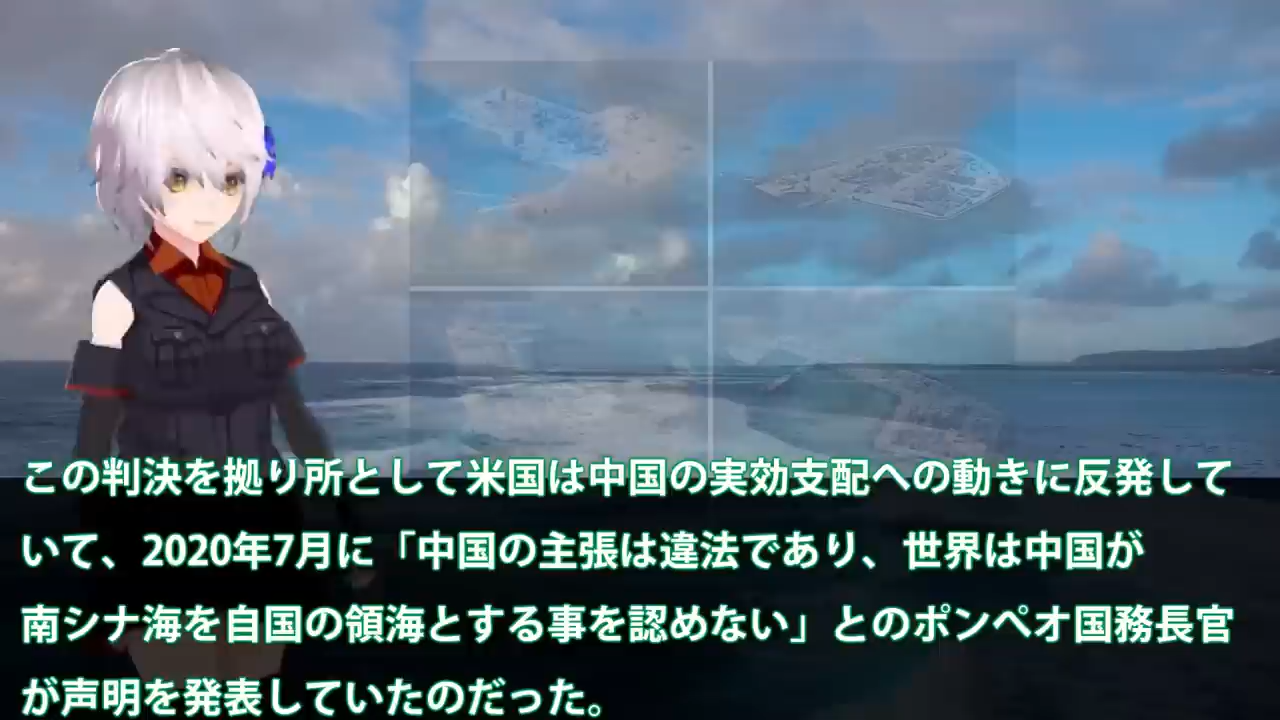 この判決を拠り所として米国は中国の実効支配への動きに反発して
いて、2020年7月に「中国の主張は違法であり、世界は中国が
南シナ海を自国の領海とする事を認めない」とのポンペオ国務長官
が声明を発表していたのだった。